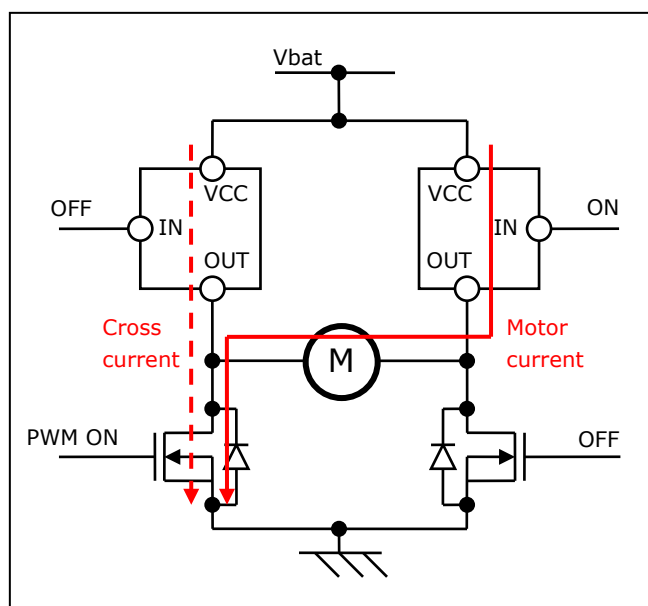 Vbat
VCC
VCC
OFF
IN
IN
ON
OUT
OUT
Cross
current
Motor
current
M
PWM ON
OFF